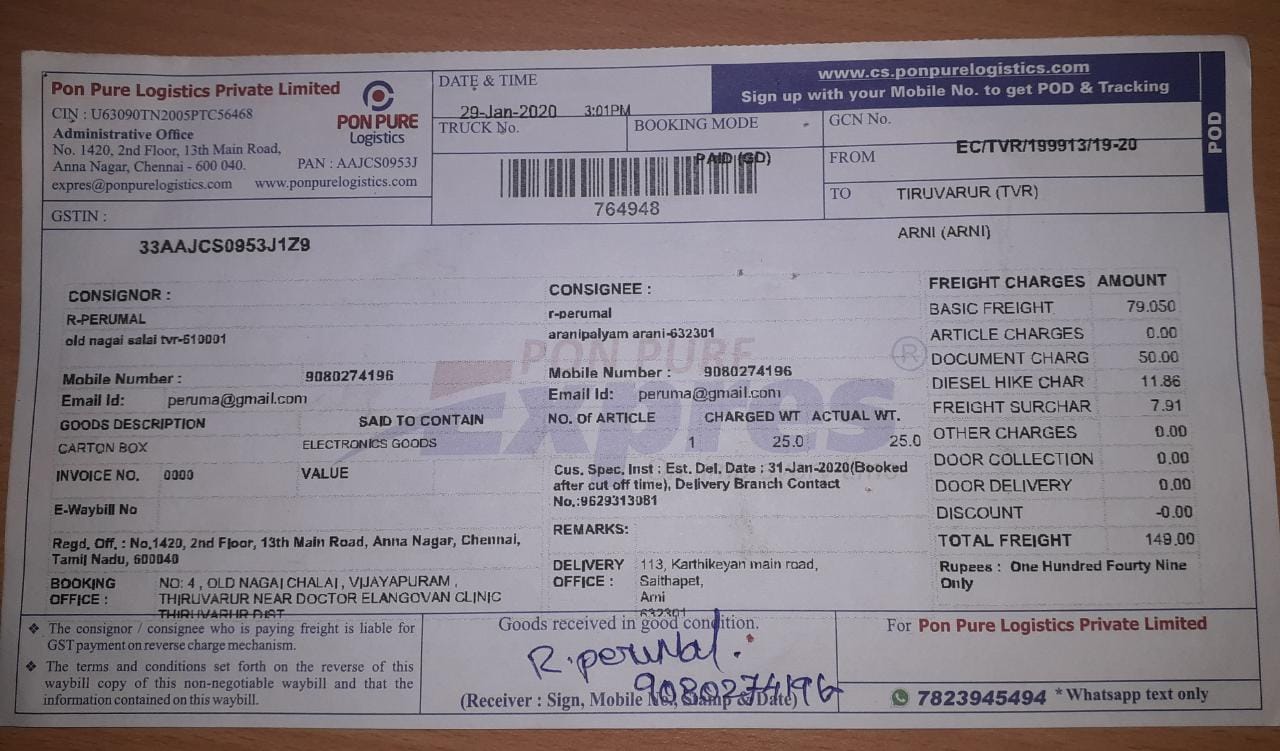 Pon Pure Logistics Private Limited
CIN : U63090TN2005PTC56468
Administrative Office
No. 1420, 2nd Floor, 13th Main Road,
Anna Nagar, Chennai - 600 040.
PAN : AAJCS0953J
expres@ponpurelogistics.com www.ponpurelogistics.com
PON PURE
Logistics
GSTIN :
33AAJCS0953J1Z9
DATE & TIME
29-Jan-2020 3:01PM
TRUCK No.
BOOKING MODE
PAID (GD)
764948
www.cs.ponpurelogistics.com
Sign up with your Mobile No. to get POD & Tracking
POD
GCN No.
EC/TVR/199913/19-20
FROM
TIRUVARUR (TVR)
TO
ARNI (ARNI)
CONSIGNOR :
R-PERUMAL
old nagai salai tvr-610001
Mobile Number : 9080274196
Email Id: peruma@gmail.com
CONSIGNEE :
r-perumal
aranipalyam arani-632301
Mobile Number : 9080274196
Email Id: peruma@gmail.com
PON PURE
Expres
®
GOODS DESCRIPTION SAID TO CONTAIN NO. OF ARTICLE CHARGED WT ACTUAL WT.
CARTON BOX ELECTRONICS GOODS 1 25.0 25.0
INVOICE NO. 0000 VALUE
E-Waybill No
Cus. Spec. Inst : Est. Del. Date : 31-Jan-2020(Booked
after cut off time), Delivery Branch Contact
No.:9629313081
REMARKS:
Regd. Off. : No.1420, 2nd Floor, 13th Main Road, Anna Nagar, Chennai,
Tamil Nadu, 600040
BOOKING OFFICE : NO: 4 , OLD NAGAI CHALAI , VIJAYAPURAM ,
THIRUVARUR NEAR DOCTOR ELANGOVAN CLINIC
THIRUVARUR DIST
DELIVERY OFFICE : 113, Karthikeyan main road,
Saithapet,
Arni
632301
FREIGHT CHARGES AMOUNT
BASIC FREIGHT 79.050
ARTICLE CHARGES 0.00
DOCUMENT CHARG 50.00
DIESEL HIKE CHAR 11.86
FREIGHT SURCHAR 7.91
OTHER CHARGES 0.00
DOOR COLLECTION 0.00
DOOR DELIVERY 0.00
DISCOUNT -0.00
TOTAL FREIGHT 149.00
Rupees : One Hundred Fourty Nine
Only
❖ The consignor / consignee who is paying freight is liable for
GST payment on reverse charge mechanism.
❖ The terms and conditions set forth on the reverse of this
waybill copy of this non-negotiable waybill and that the
information contained on this waybill.
Goods received in good condition.
R.peruMal.
9080274196
(Receiver : Sign, Mobile No., Stamp & Date)
For Pon Pure Logistics Private Limited
7823945494 * Whatsapp text only